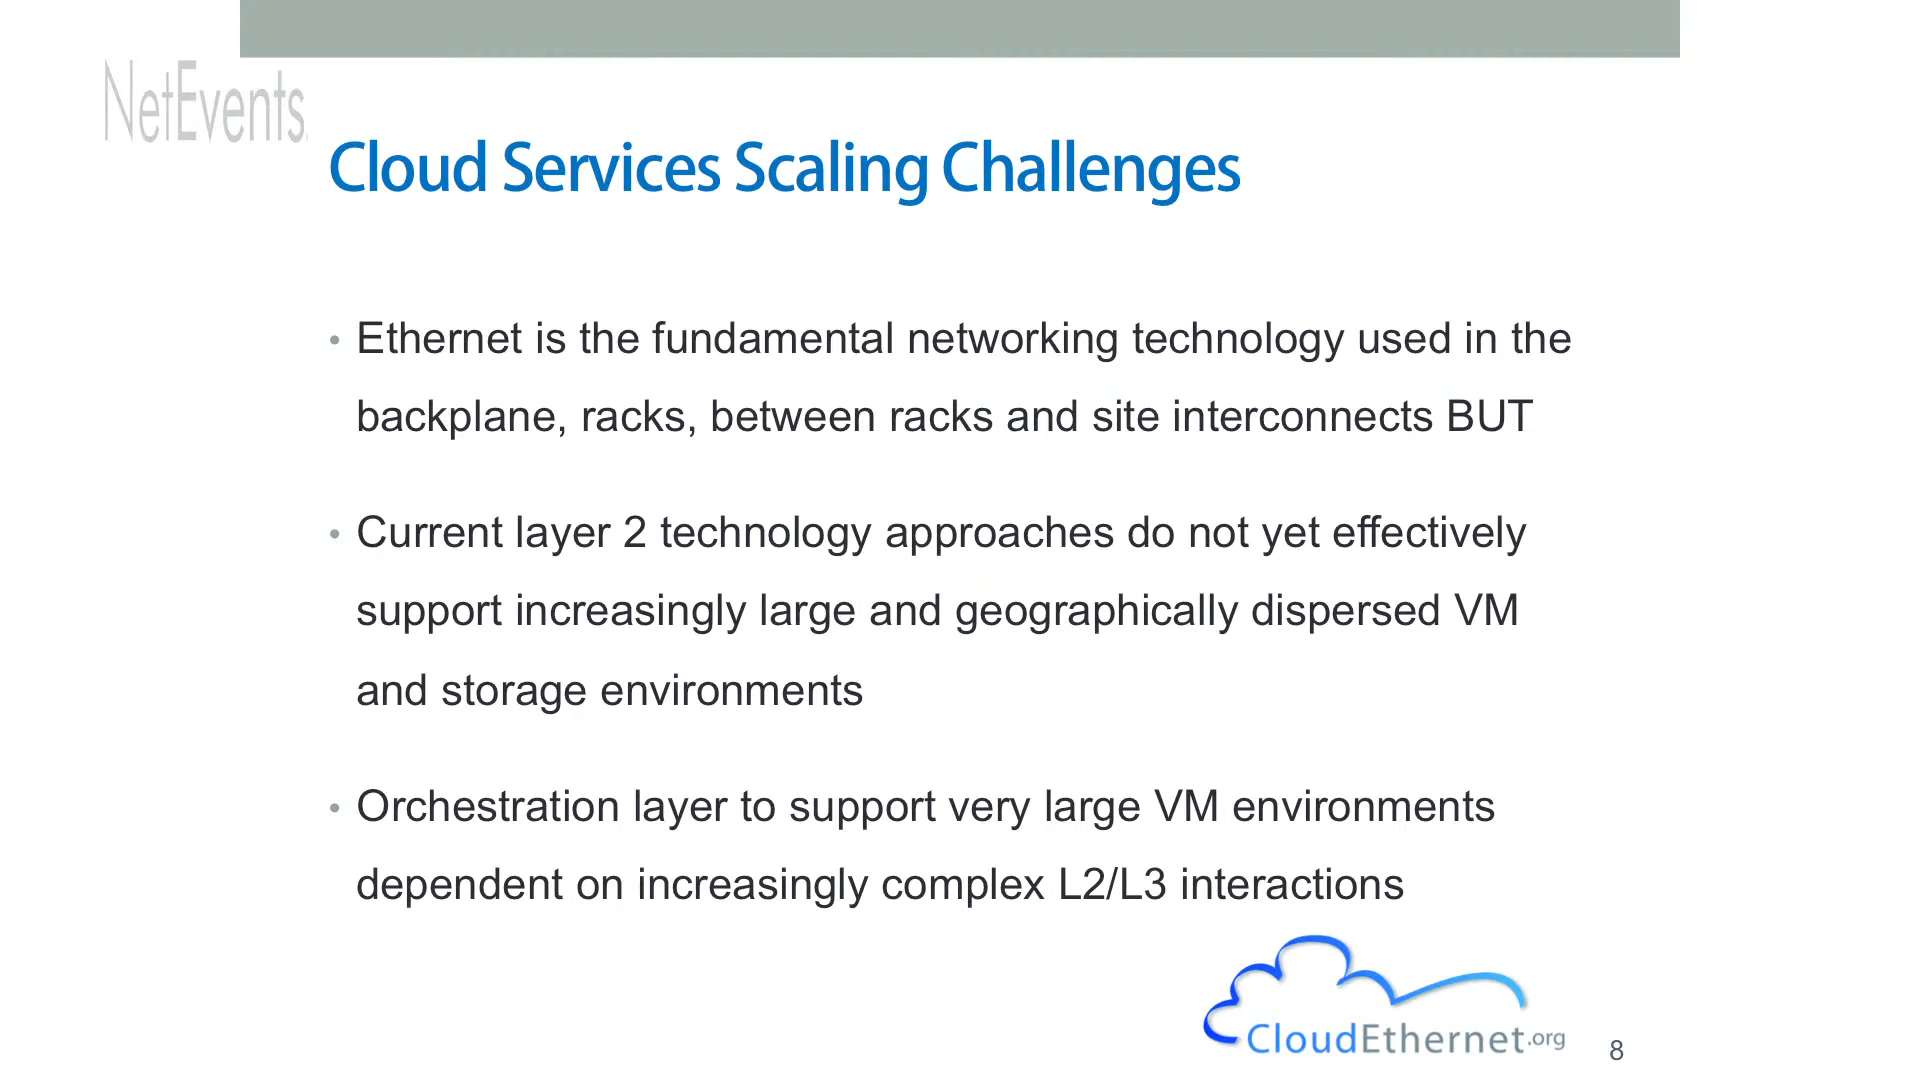 NetEvents
Cloud Services Scaling Challenges
• Ethernet is the fundamental networking technology used in the
backplane, racks, between racks and site interconnects BUT
• Current layer 2 technology approaches do not yet effectively
support increasingly large and geographically dispersed VM
and storage environments
• Orchestration layer to support very large VM environments
dependent on increasingly complex L2/L3 interactions
CloudEthernet.org
8